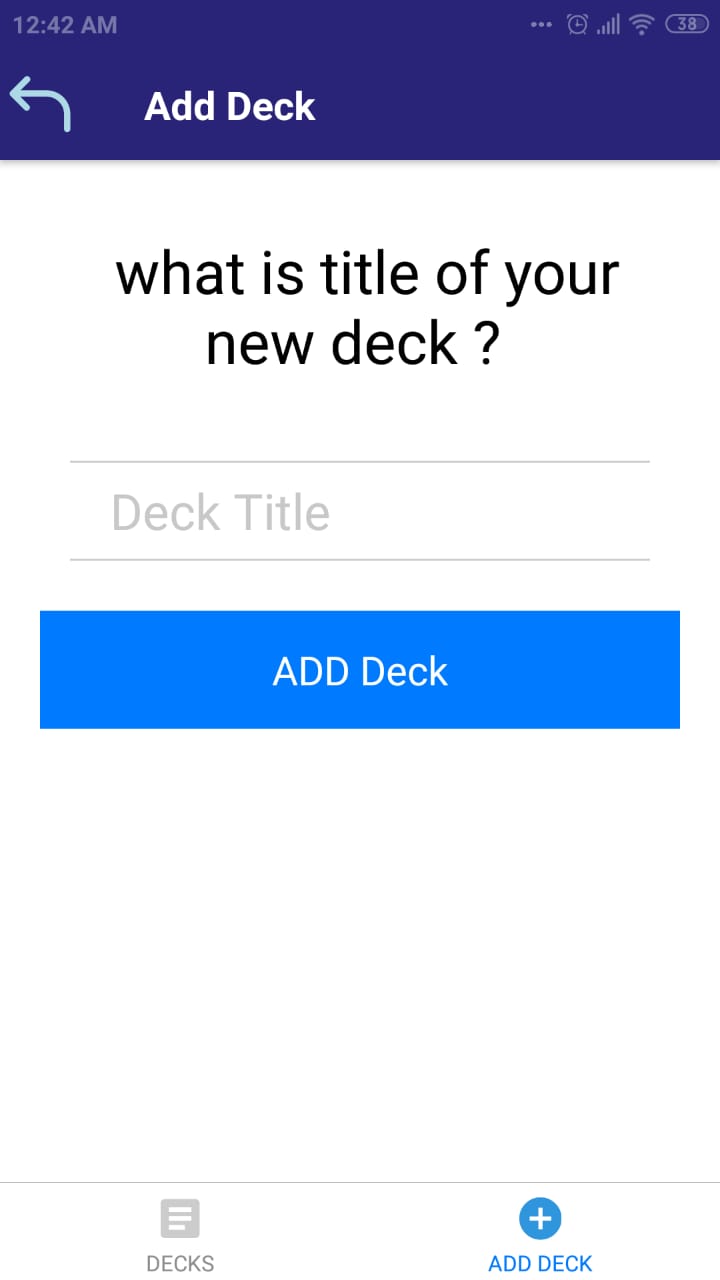 12:42 AM
38
Add Deck
what is title of your
new deck ?
Deck Title
ADD Deck
DECKS
ADD DECK